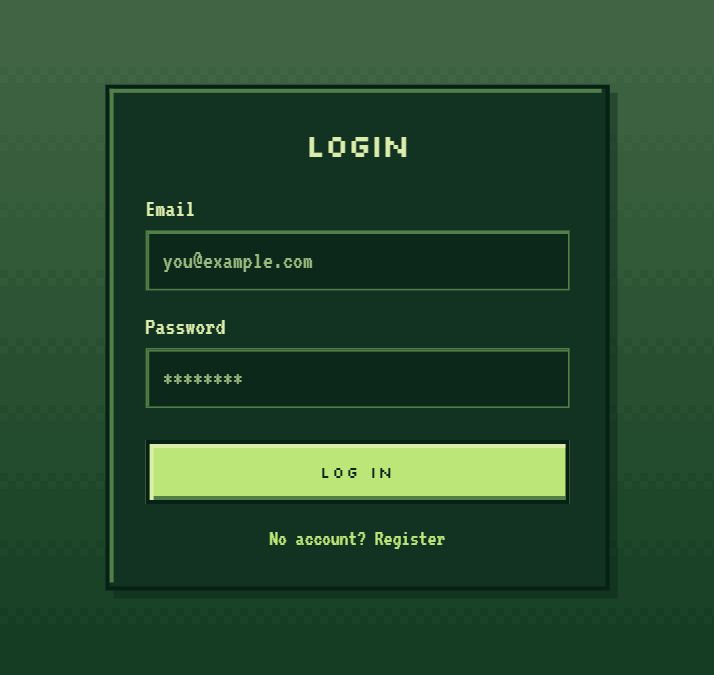 LOGIN
Email
you@example.com
Password
********
LOG IN
No account? Register